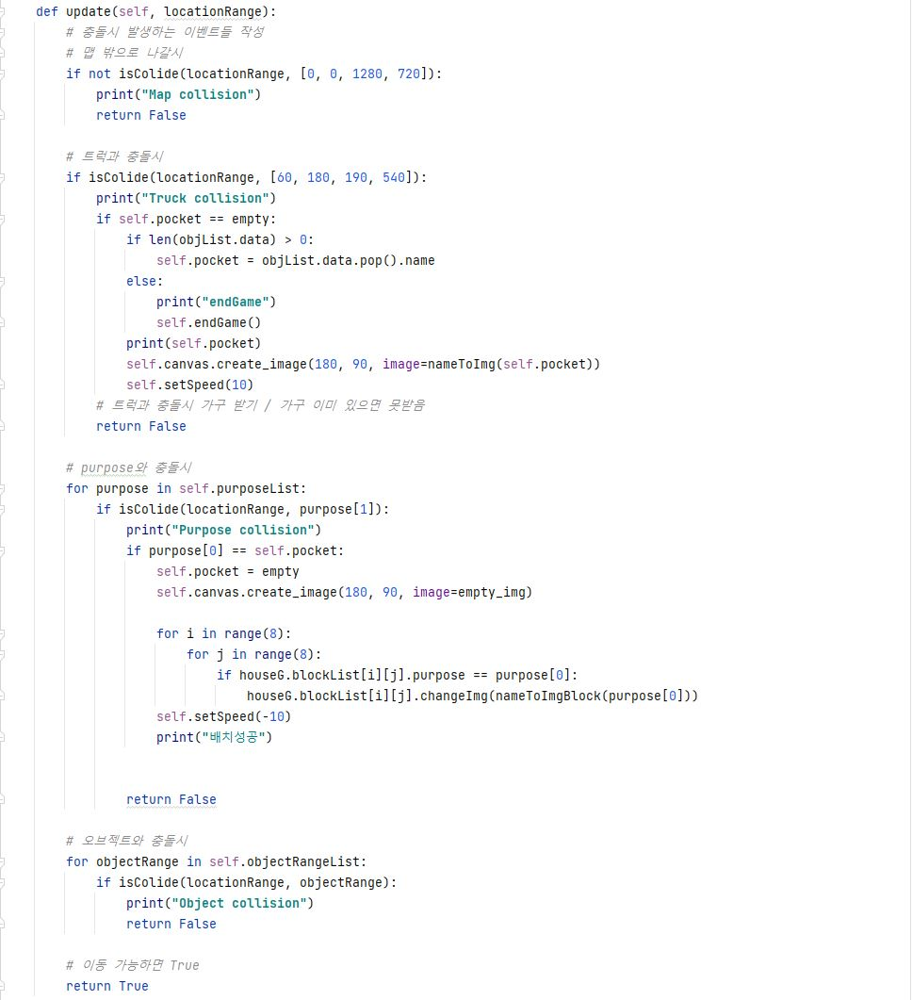 def update(self, locationRange):
    # 충돌시 발생하는 이벤트들 작성
    # 맵 밖으로 나갈시
    if not isColide(locationRange, [0, 0, 1280, 720]):
        print("Map collision")
        return False

    # 트럭과 충돌시
    if isColide(locationRange, [60, 180, 190, 540]):
        print("Truck collision")
        if self.pocket == empty:
            if len(objList.data) > 0:
                self.pocket = objList.data.pop().name
            else:
                print("endGame")
                self.endGame()
            print(self.pocket)
            self.canvas.create_image(180, 90, image=nameToImg(self.pocket))
            self.setSpeed(10)
        # 트럭과 충돌시 가구 받기 / 가구 이미 있으면 못받음
        return False

    # purpose와 충돌시
    for purpose in self.purposeList:
        if isColide(locationRange, purpose[1]):
            print("Purpose collision")
            if purpose[0] == self.pocket:
                self.pocket = empty
                self.canvas.create_image(180, 90, image=empty_img)

                for i in range(8):
                    for j in range(8):
                        if houseG.blockList[i][j].purpose == purpose[0]:
                            houseG.blockList[i][j].changeImg(nameToImgBlock(purpose[0]))
                self.setSpeed(-10)
                print("배치성공")


            return False

    # 오브젝트와 충돌시
    for objectRange in self.objectRangeList:
        if isColide(locationRange, objectRange):
            print("Object collision")
            return False

    # 이동 가능하면 True
    return True